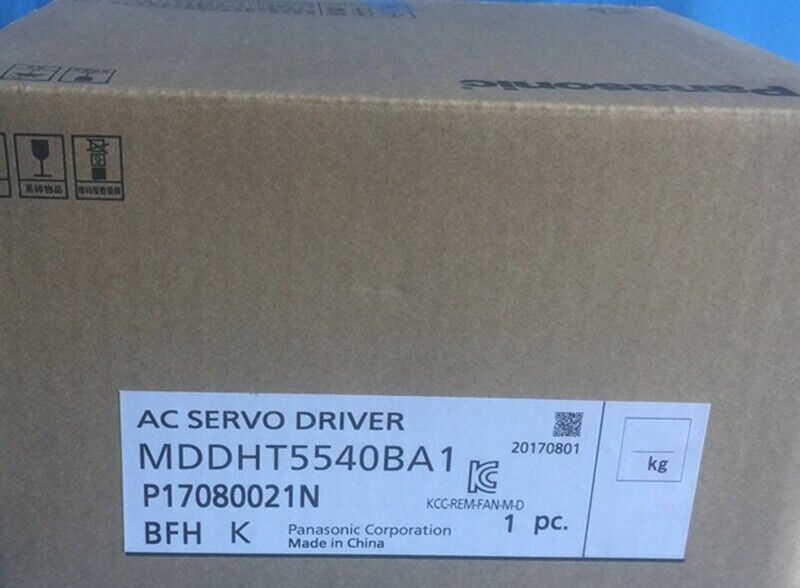 Panasonic
AC SERVO DRIVER
MDDHT5540BA1
20170801
kg
P17080021N
KCC-REM-FAN-M-D
1 pc.
BFH K
Panasonic Corporation
Made in China